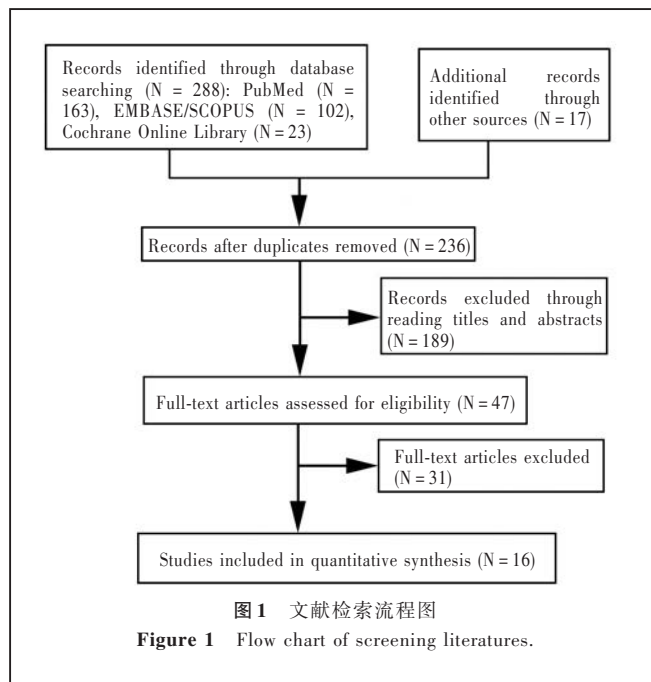 Records identified through database
searching (N = 288): PubMed (N =
163), EMBASE/SCOPUS (N = 102),
Cochrane Online Library (N = 23)
Additional records
identified through
other sources (N = 17)
Records after duplicates removed (N = 236)
Records excluded through
reading titles and abstracts
(N = 189)
Full-text articles assessed for eligibility (N = 47)
Full-text articles excluded
(N = 31)
Studies included in quantitative synthesis (N = 16)
图1 文献检索流程图
Figure 1 Flow chart of screening literatures.